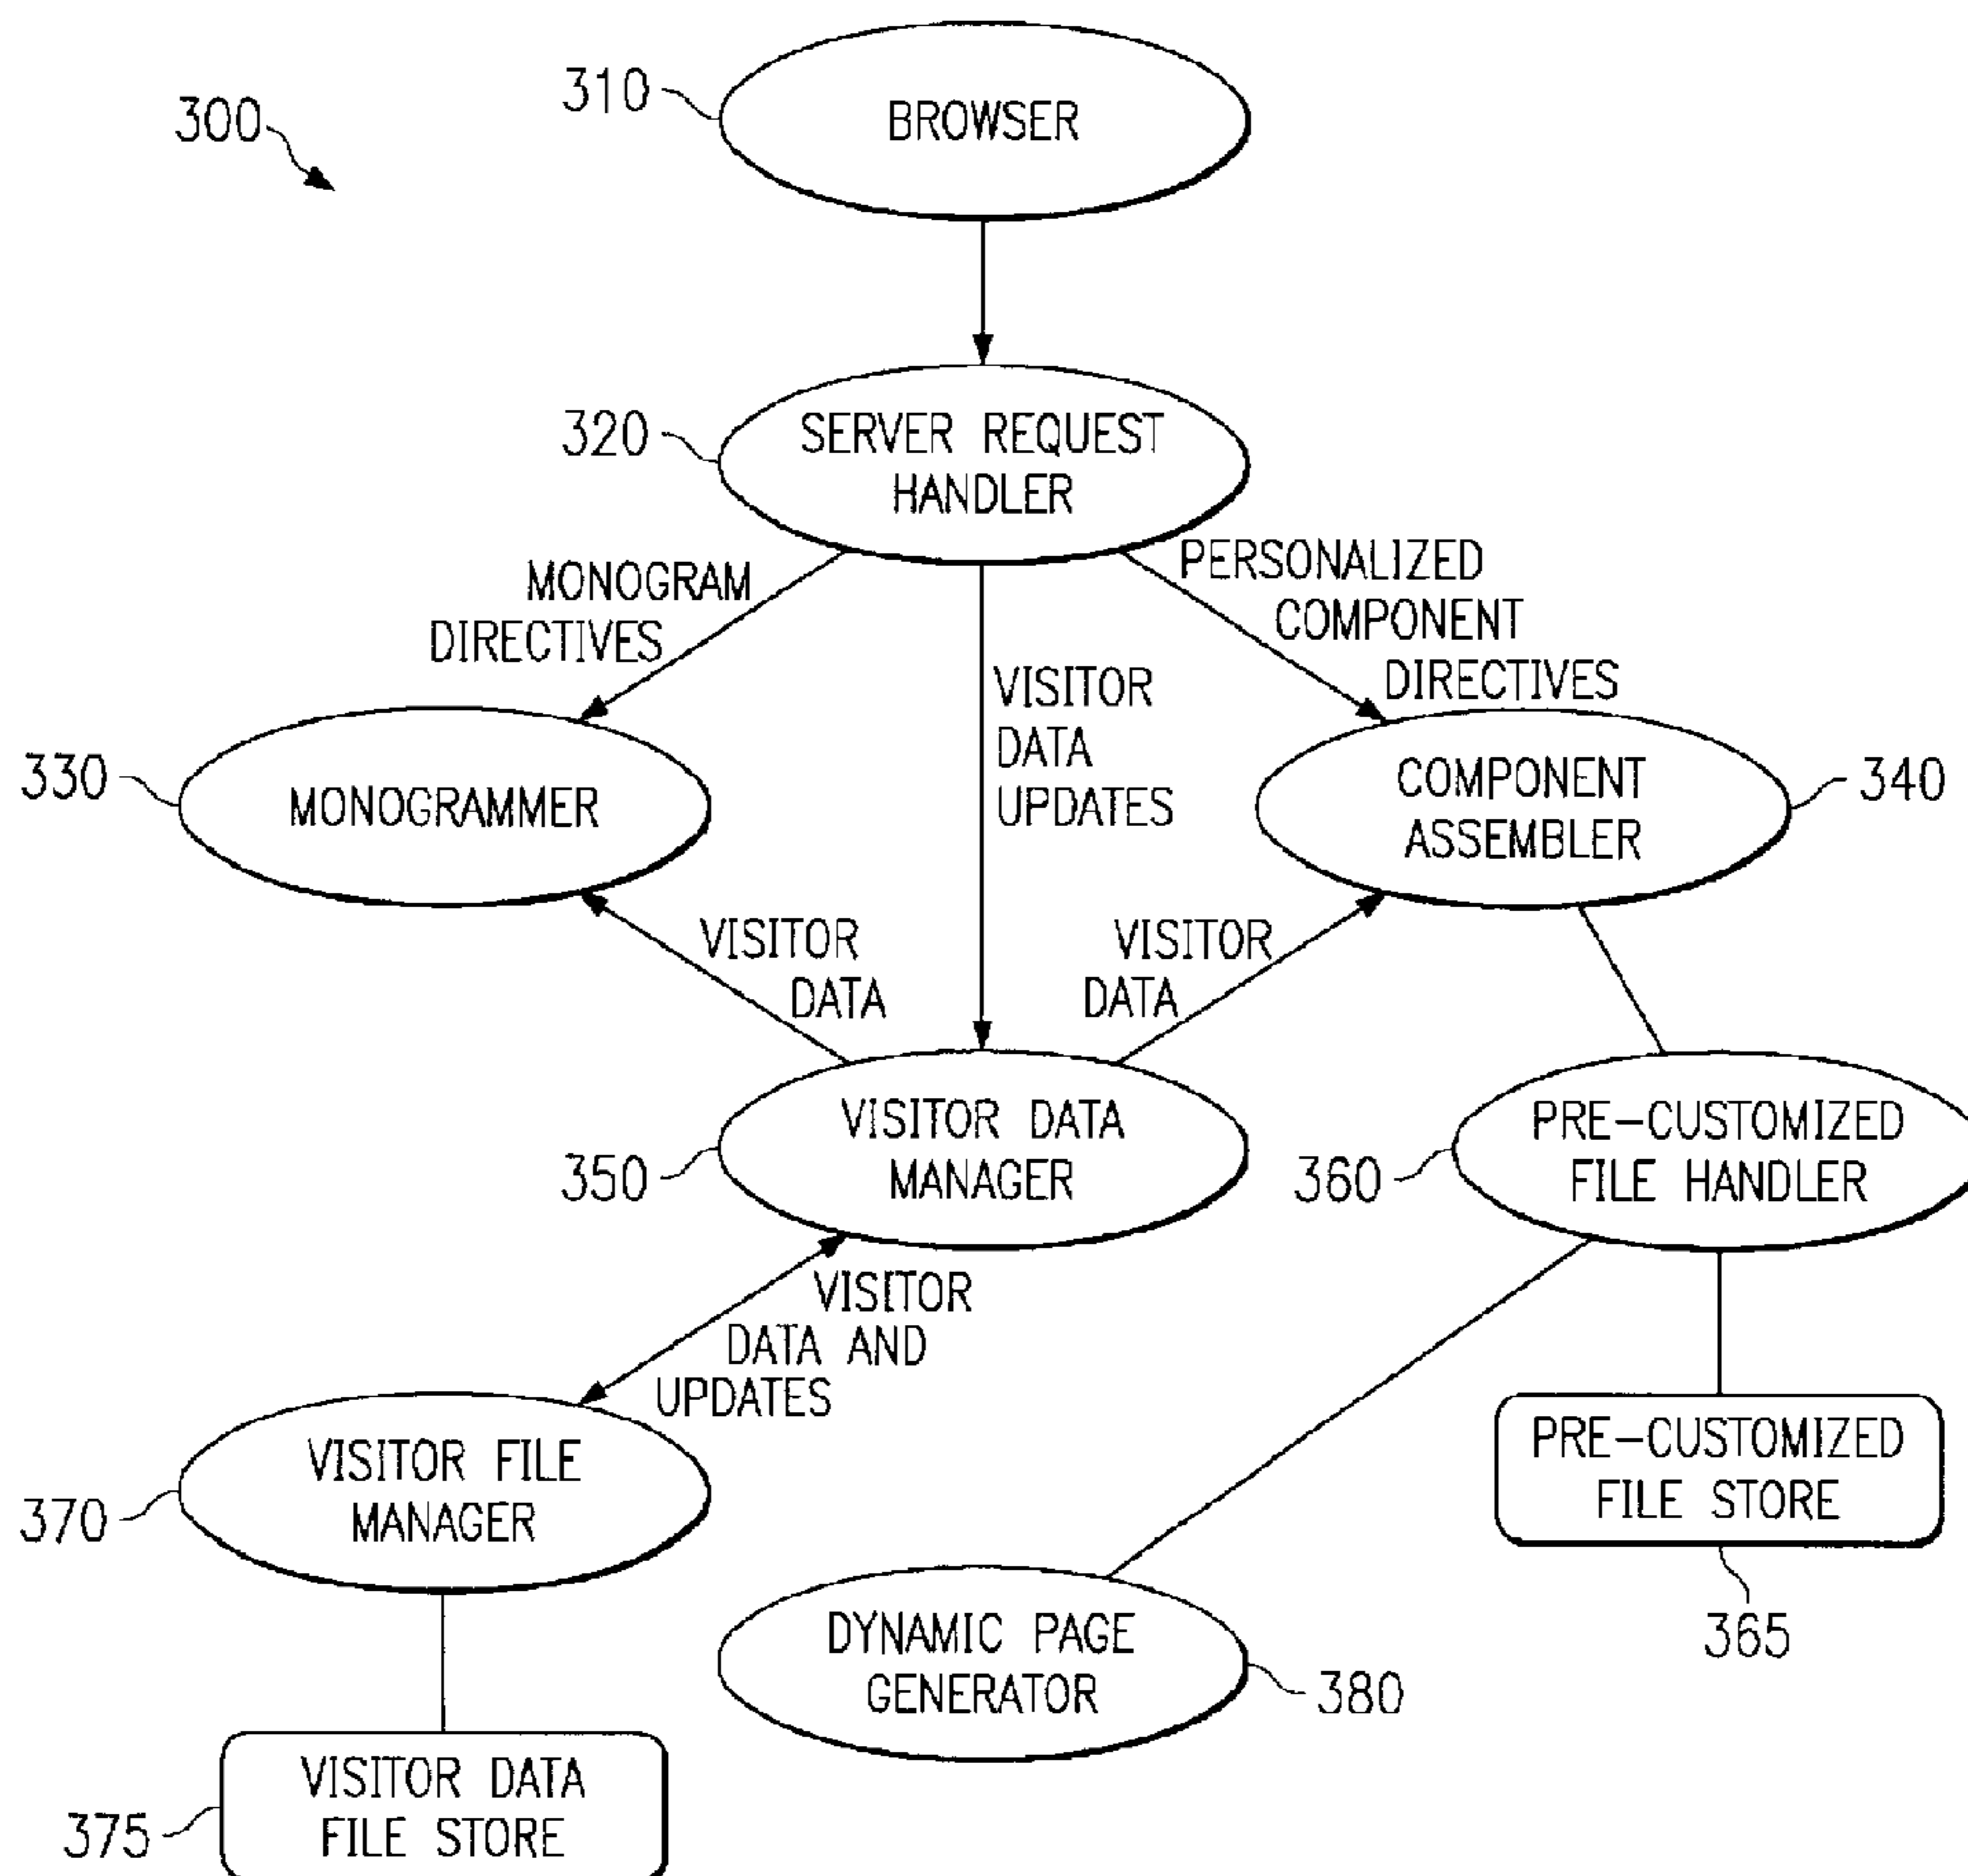 310
BROWSER
300
320
SERVER REQUEST
HANDLER
MONOGRAM
DIRECTIVES
PERSONALIZED
COMPONENT
DIRECTIVES
VISITOR
DATA
UPDATES
330
MONOGRAMMER
COMPONENT
ASSEMBLER
340
VISITOR
DATA
VISITOR
DATA
350
VISITOR DATA
MANAGER
360
PRE-CUSTOMIZED
FILE HANDLER
VISITOR
DATA AND
UPDATES
370
VISITOR FILE
MANAGER
PRE-CUSTOMIZED
FILE STORE
365
DYNAMIC PAGE
GENERATOR
380
375
VISITOR DATA
FILE STORE